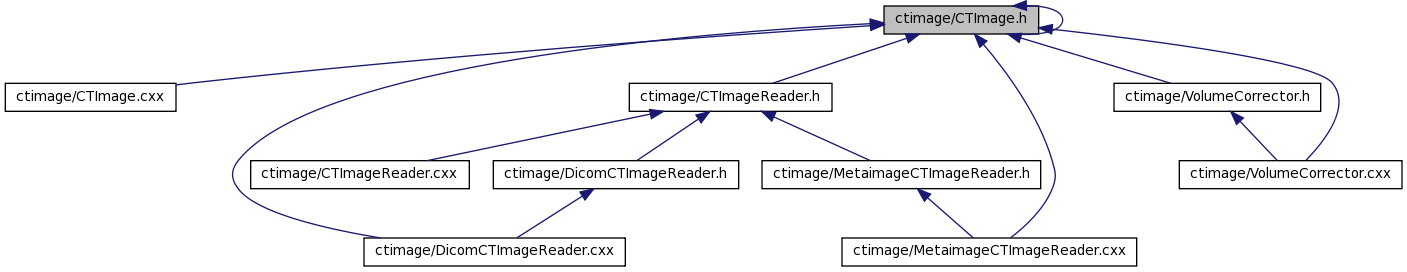 ctimage/CTImage.h
ctimage/CTImage.cxx
ctimage/CTImageReader.h
ctimage/VolumeCorrector.h
ctimage/CTImageReader.cxx
ctimage/DicomCTImageReader.h
ctimage/MetaimageCTImageReader.h
ctimage/VolumeCorrector.cxx
ctimage/DicomCTImageReader.cxx
ctimage/MetaimageCTImageReader.cxx